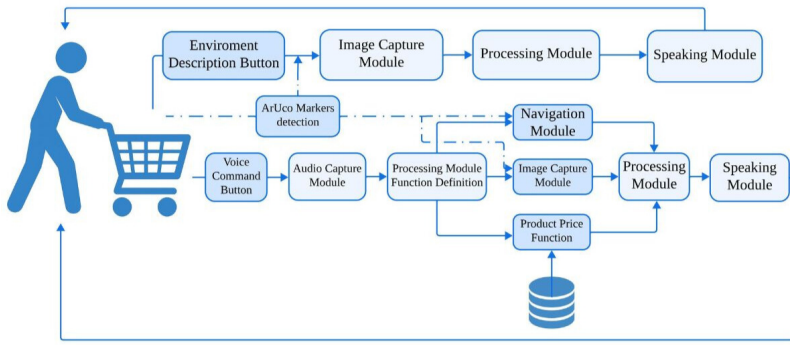 Enviroment
Description Button
Image Capture
Module
Processing Module
Speaking Module
ArUco Markers
detection
Navigation
Module
Voice
Command
Button
Audio Capture
Module
Processing Module
Function Definition
Image Capture
Module
Processing
Module
Speaking
Module
Product Price
Function